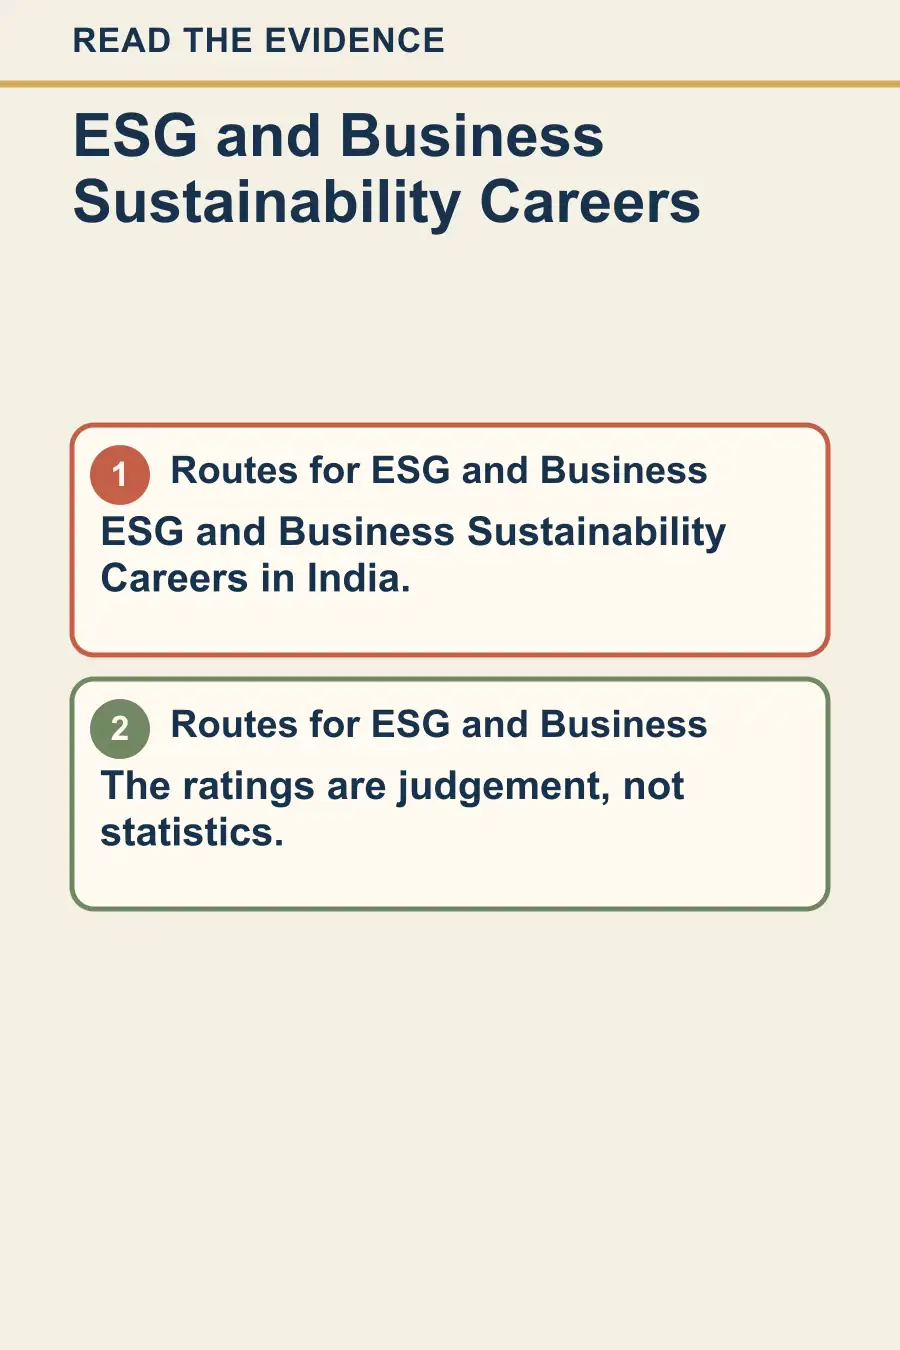 READ THE EVIDENCE
ESG and Business
Sustainability Careers
1 Routes for ESG and Business
ESG and Business Sustainability
Careers in India.
2 Routes for ESG and Business
The ratings are judgement, not
statistics.